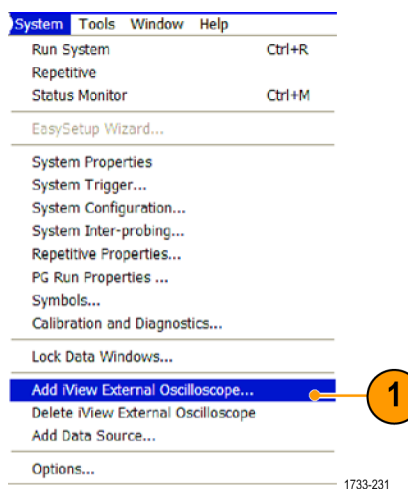 System Tools Window Help
Run System Ctrl+R
Repetitive
Status Monitor Ctrl+M
EasySetup Wizard...
System Properties
System Trigger...
System Configuration...
System Inter-probing...
Repetitive Properties...
PG Run Properties ...
Symbols...
Calibration and Diagnostics...
Lock Data Windows...
Add iView External Oscilloscope...
1
Delete iView External Oscilloscope
Add Data Source...
Options...
1733-231